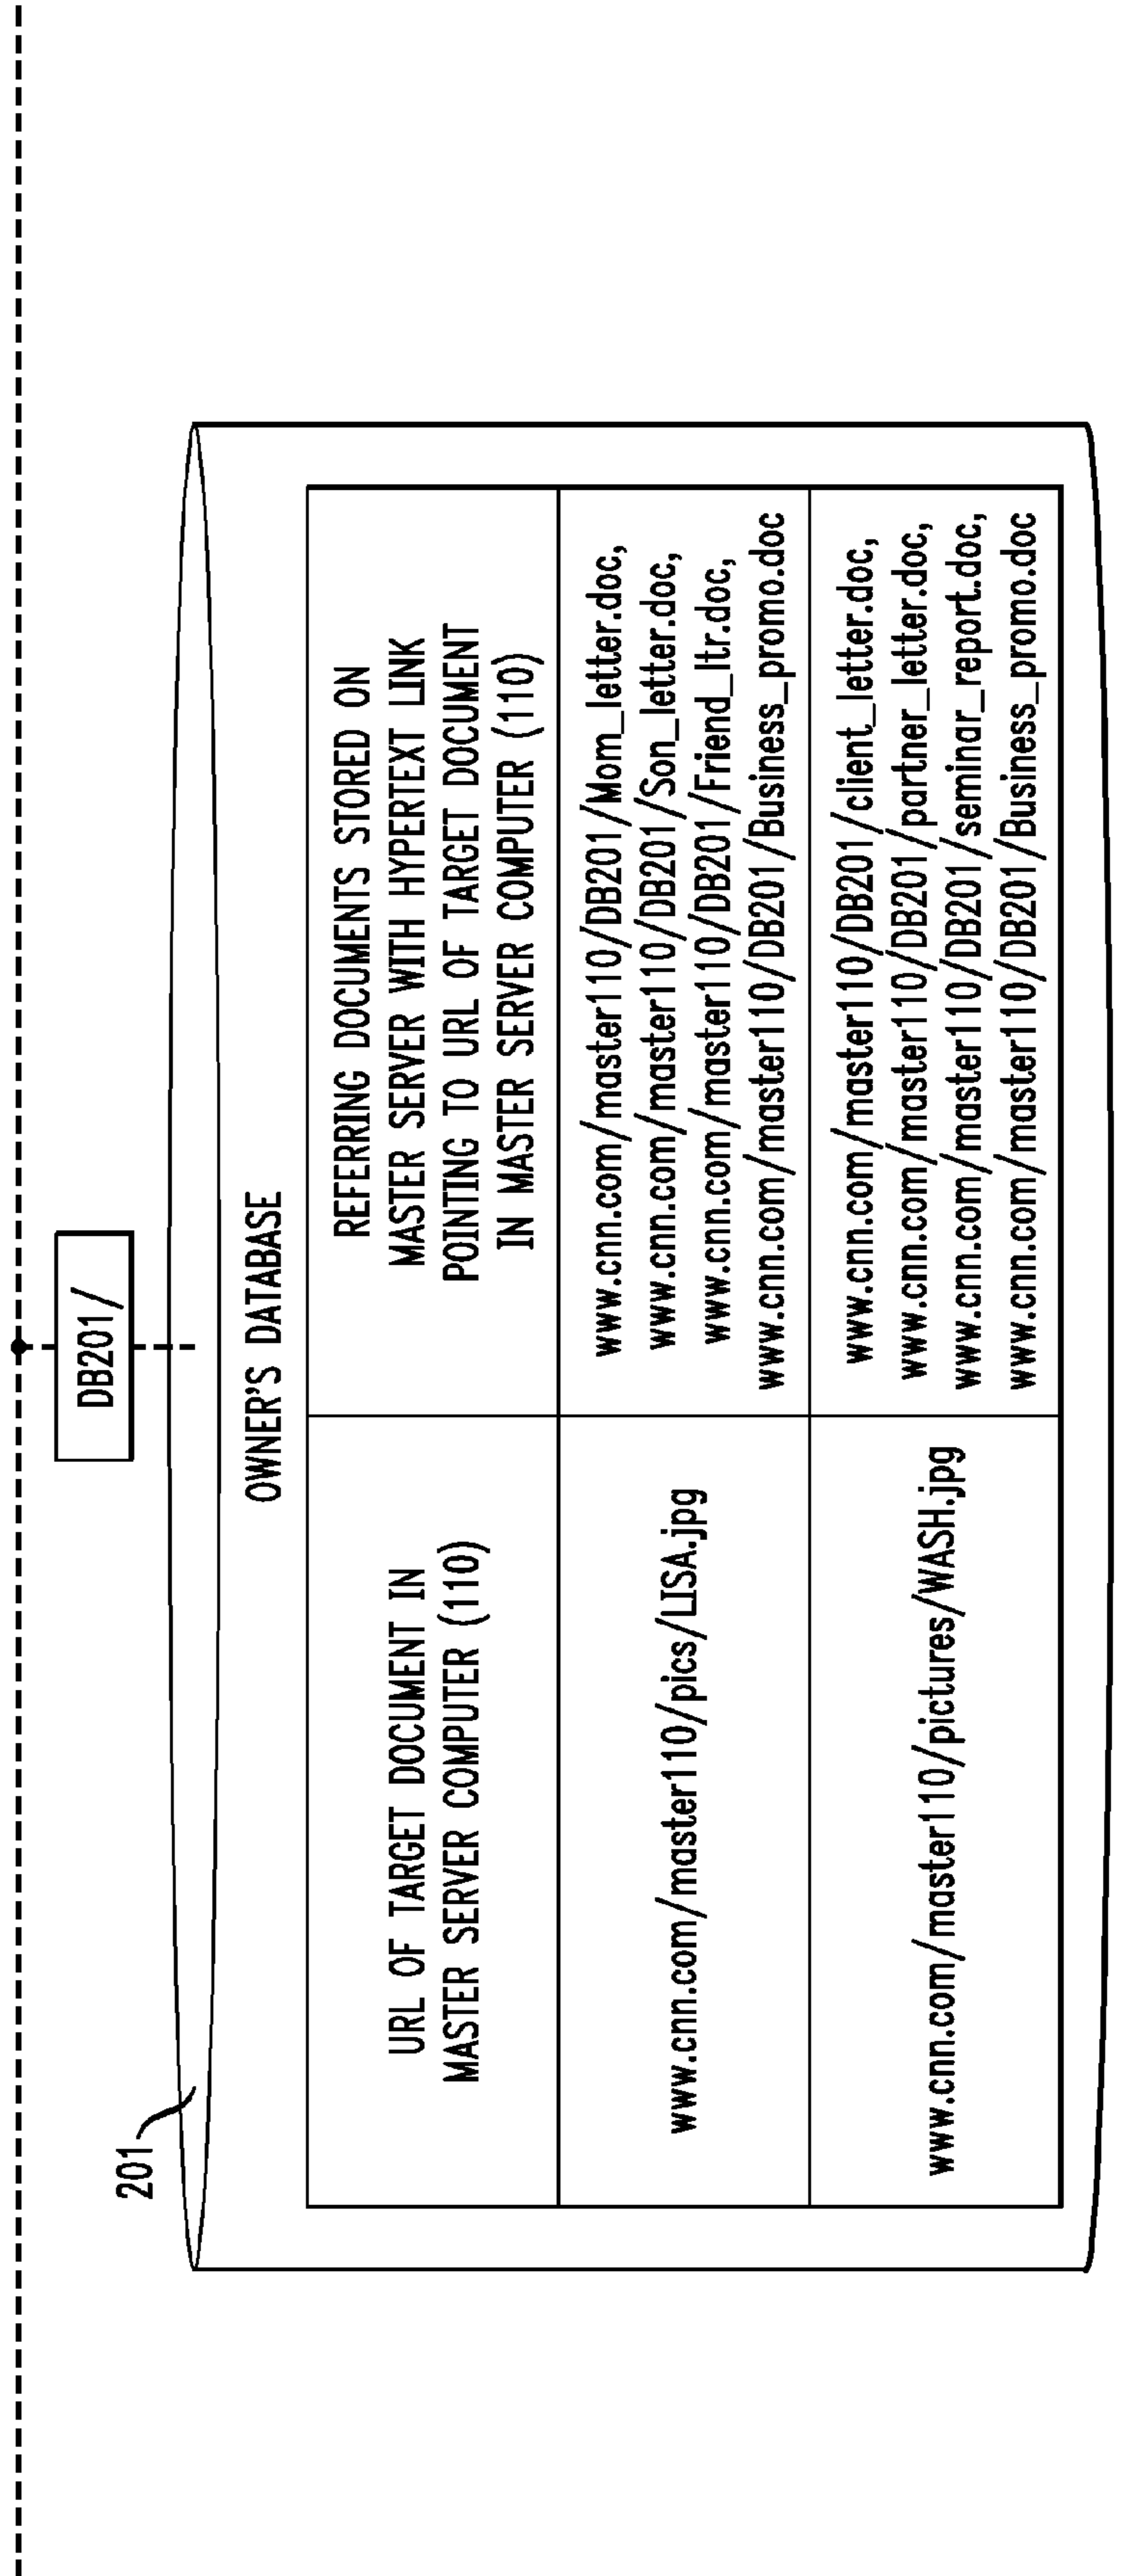 DB201/
201
OWNER'S DATABASE
URL OF TARGET DOCUMENT IN
MASTER SERVER COMPUTER (110)
REFERRING DOCUMENTS STORED ON
MASTER SERVER WITH HYPERTEXT LINK
POINTING TO URL OF TARGET DOCUMENT
IN MASTER SERVER COMPUTER (110)
www.cnn.com/master110/pics/LISA.jpg
www.cnn.com/master110/DB201/Mom_letter.doc,
www.cnn.com/master110/DB201/Son_letter.doc,
www.cnn.com/master110/DB201/Friend_ltr.doc,
www.cnn.com/master110/DB201/Business_promo.doc
www.cnn.com/master110/pictures/WASH.jpg
www.cnn.com/master110/DB201/client_letter.doc,
www.cnn.com/master110/DB201/partner_letter.doc,
www.cnn.com/master110/DB201/seminar_report.doc,
www.cnn.com/master110/DB201/Business_promo.doc